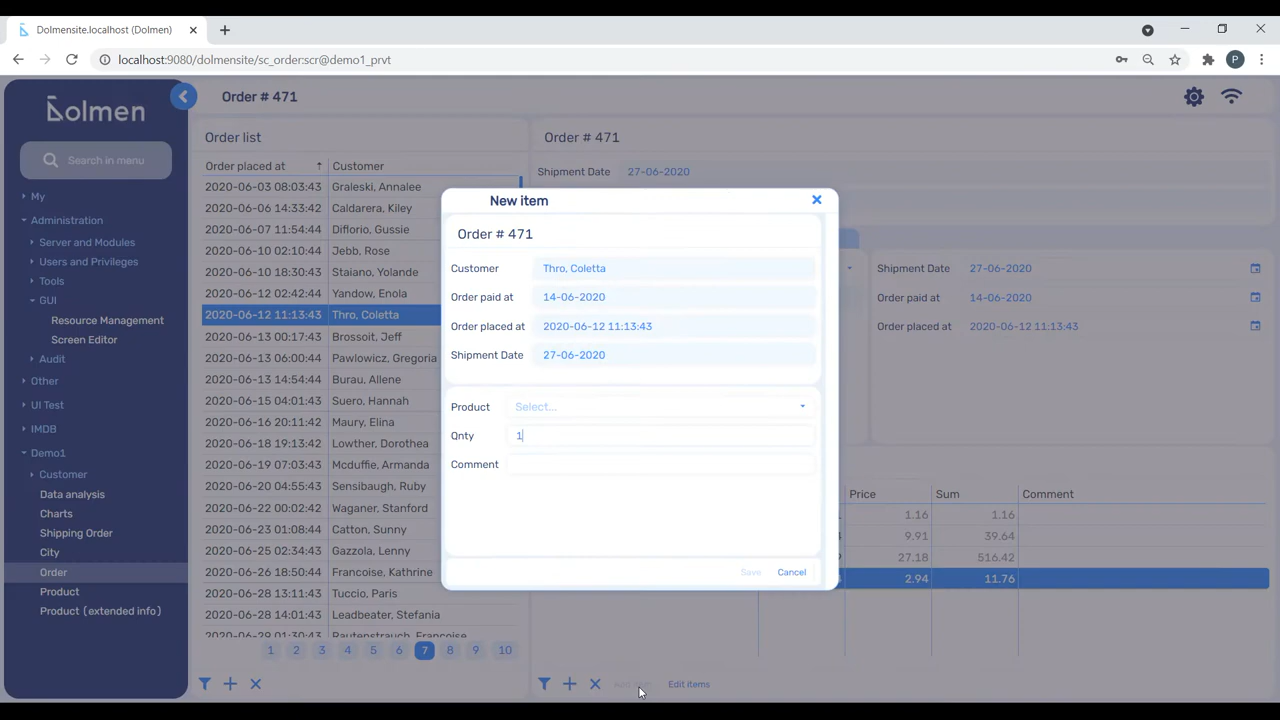 Dolmensite.localhost (Dolmen)
localhost:9080/dolmensite/sc_order:scr@demo1_prvt
P
Dolmen
Search in menu
My
Administration
Server and Modules
Users and Privileges
Tools
GUI
Resource Management
Screen Editor
Audit
Other
UI Test
IMDB
Demo1
Customer
Data analysis
Charts
Shipping Order
City
Order
Product
Product (extended info)
Order # 471
Order list
Order placed at Customer
2020-06-03 08:03:43 Graleski, Annalee
2020-06-06 14:33:42 Caldarera, Kiley
2020-06-07 11:54:44 Difiorio, Gussie
2020-06-10 02:10:44 Jebb, Rose
2020-06-10 18:30:43 Staiano, Yolande
2020-06-12 02:42:44 Yandow, Enola
2020-06-12 11:13:43 Thro, Coletta
2020-06-13 00:17:43 Brossoit, Jeff
2020-06-13 06:00:44 Pawlowicz, Gregoria
2020-06-13 14:54:44 Burau, Allene
2020-06-15 04:01:43 Suero, Hannah
2020-06-16 20:11:42 Maury, Elina
2020-06-18 19:13:42 Lowther, Dorothea
2020-06-19 07:03:43 Mcduffie, Armanda
2020-06-20 04:55:43 Sensibaugh, Ruby
2020-06-22 00:02:42 Waganer, Stanford
2020-06-23 01:04:44 Catton, Sunny
2020-06-25 02:34:43 Gazzola, Lenny
2020-06-26 18:50:44 Francoise, Kathrine
2020-06-28 13:11:43 Tuccio, Paris
2020-06-28 14:01:43 Leadbeater, Stefania
2020-06-29 01:30:43 Rautenstrauch, Francoise
1 2 3 4 5 6 7 8 9 10
Order # 471
Shipment Date 27-06-2020
Shipment Date 27-06-2020
Order paid at 14-06-2020
Order placed at 2020-06-12 11:13:43
Price Sum Comment
1.16 1.16
9.91 39.64
27.18 516.42
2.94 11.76
Add item Edit items
New item
Order # 471
Customer Thro, Coletta
Order paid at 14-06-2020
Order placed at 2020-06-12 11:13:43
Shipment Date 27-06-2020
Product Select...
Qnty 1
Comment
Save Cancel